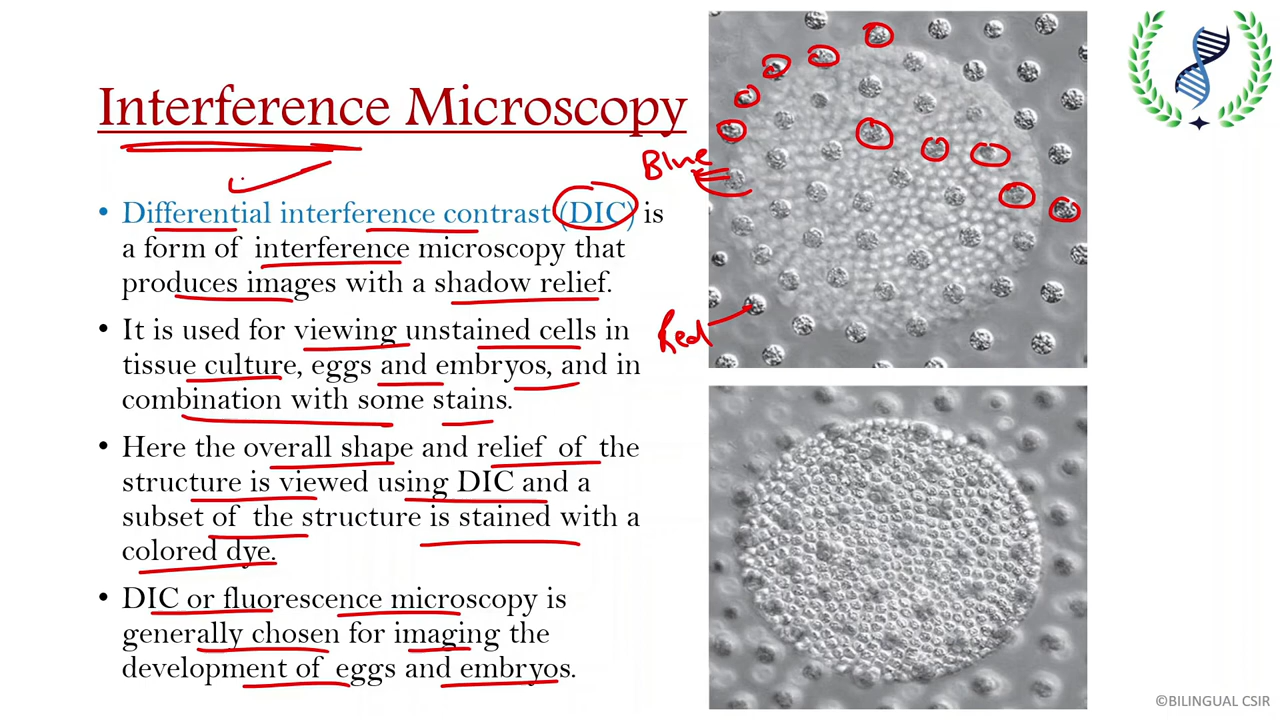 Interference Microscopy
• Differential interference contrast (DIC) is
a form of interference microscopy that
produces images with a shadow relief.
• It is used for viewing unstained cells in
tissue culture, eggs and embryos, and in
combination with some stains.
• Here the overall shape and relief of the
structure is viewed using DIC and a
subset of the structure is stained with a
colored dye.
• DIC or fluorescence microscopy is
generally chosen for imaging the
development of eggs and embryos.
Blue
Red
©BILINGUAL CSIR